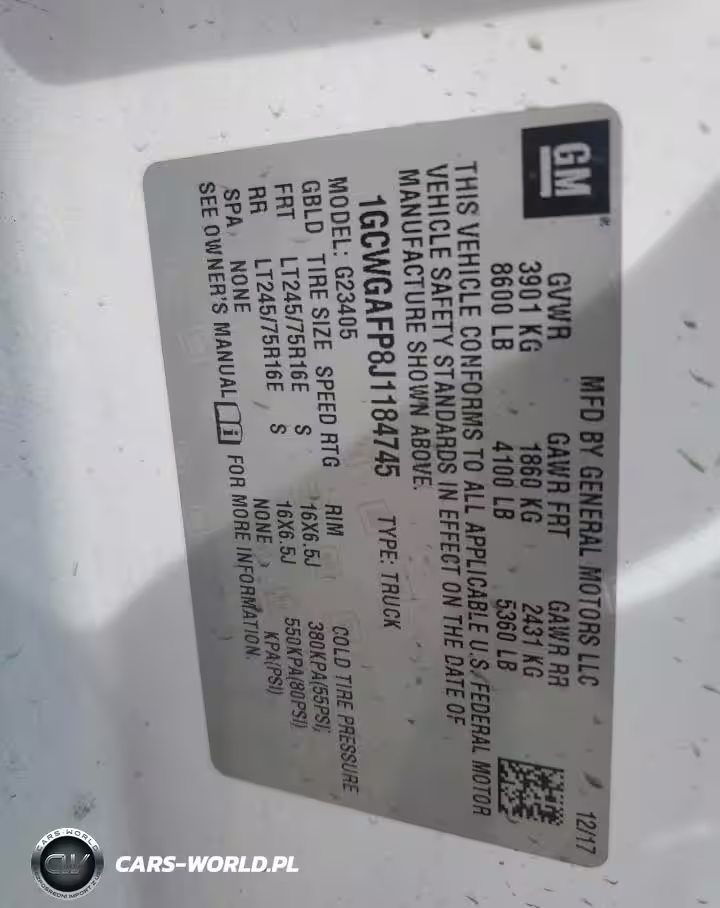 GM
MFD BY GENERAL MOTORS LLC 12/17
GVWR GAWR FRT GAWR RR
3901 KG 1860 KG 2431 KG
8600 LB 4100 LB 5360 LB
THIS VEHICLE CONFORMS TO ALL APPLICABLE U.S. FEDERAL MOTOR
VEHICLE SAFETY STANDARDS IN EFFECT ON THE DATE OF
MANUFACTURE SHOWN ABOVE.
1GCWGAFP8J1184745 TYPE: TRUCK
MODEL: G23405
GBLD TIRE SIZE SPEED RTG RIM COLD TIRE PRESSURE
FRT LT245/75R16E S 16X6.5J 380KPA(55PSI)
RR LT245/75R16E S 16X6.5J 550KPA(80PSI)
SPA NONE NONE KPA(PSI)
SEE OWNER'S MANUAL FOR MORE INFORMATION.
CARS-WORLD
CW
CARS-WORLD.PL